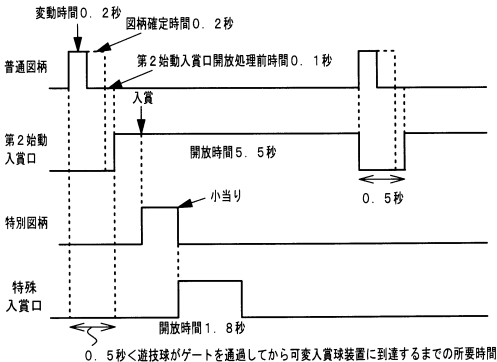 変動時間0．2秒
図柄確定時間0．2秒
第2始動入賞口開放処理前時間0．1秒
普通図柄
入賞
第2始動
入賞口
開放時間5．5秒
0．5秒
小当り
特別図柄
特殊
入賞口
開放時間1．8秒
0．5秒＜遊技球がゲートを通過してから可変入賞球装置に到達するまでの所要時間